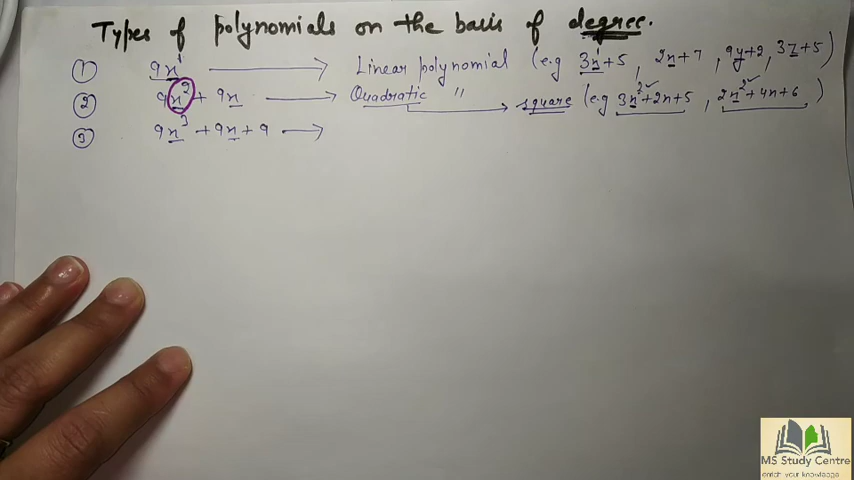 Types of polynomials on the basis of degree.
① 9x¹ → Linear polynomial (e.g 3x¹+5, 2x+7, 9y+2, 3z+5)
② 9x² + 9x → Quadratic " → square (e.g 3x²+2x+5, 2x²+4x+6)
③ 9x³ + 9x + 9 →
MS Study Centre
enrich your knowledge